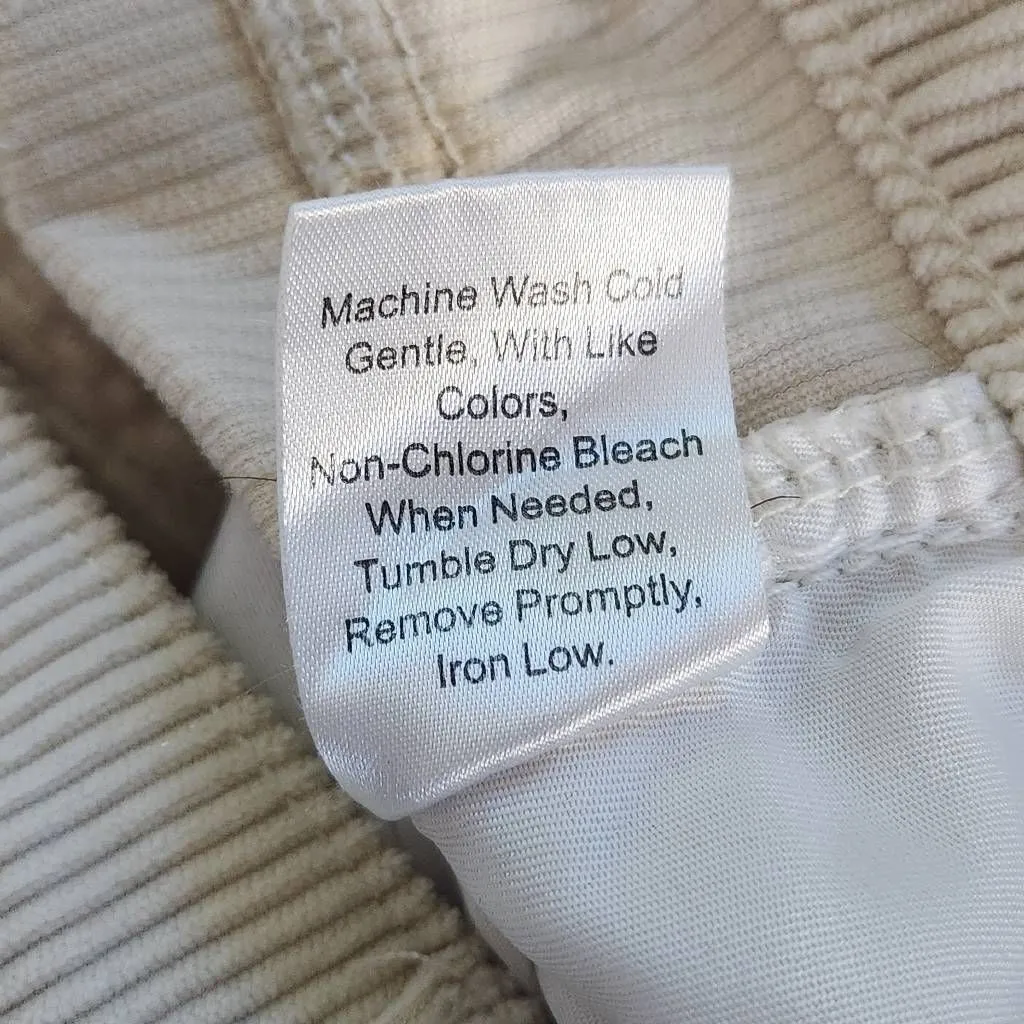 Machine Wash Cold
Gentle, With Like
Colors,
Non-Chlorine Bleach
When Needed,
Tumble Dry Low,
Remove Promptly,
Iron Low.